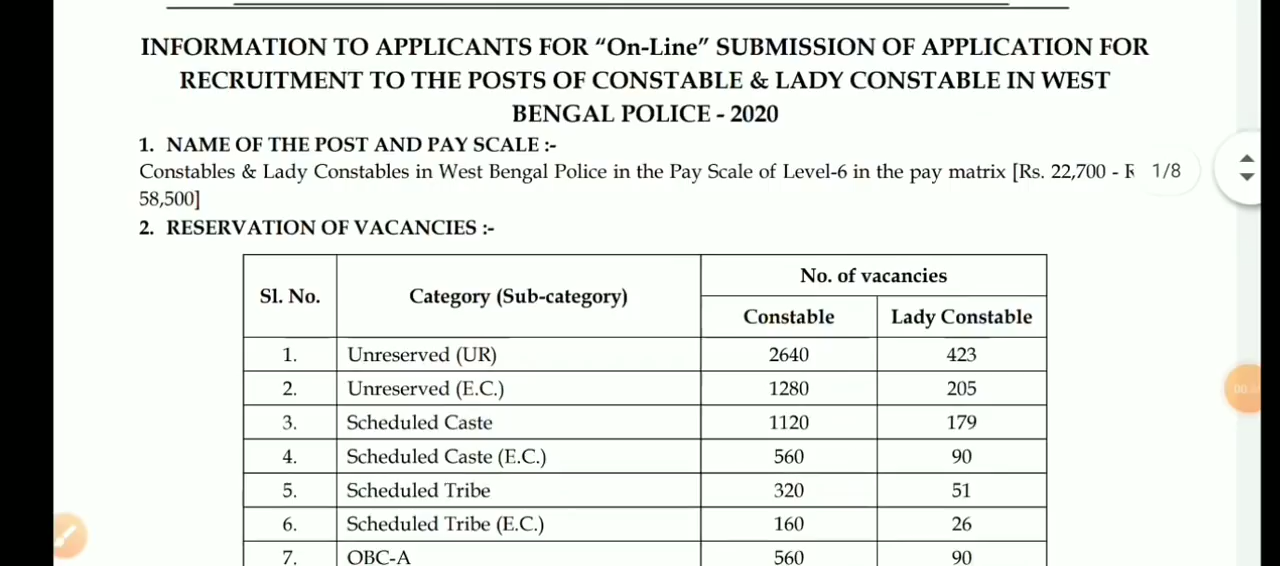 INFORMATION TO APPLICANTS FOR “On-Line” SUBMISSION OF APPLICATION FOR
RECRUITMENT TO THE POSTS OF CONSTABLE & LADY CONSTABLE IN WEST
BENGAL POLICE - 2020
1. NAME OF THE POST AND PAY SCALE :-
Constables & Lady Constables in West Bengal Police in the Pay Scale of Level-6 in the pay matrix [Rs. 22,700 - R
1/8
58,500]
2. RESERVATION OF VACANCIES :-
Sl. No. Category (Sub-category) No. of vacancies
Constable Lady Constable
1. Unreserved (UR) 2640 423
2. Unreserved (E.C.) 1280 205
3. Scheduled Caste 1120 179
4. Scheduled Caste (E.C.) 560 90
5. Scheduled Tribe 320 51
6. Scheduled Tribe (E.C.) 160 26
7. OBC-A 560 90